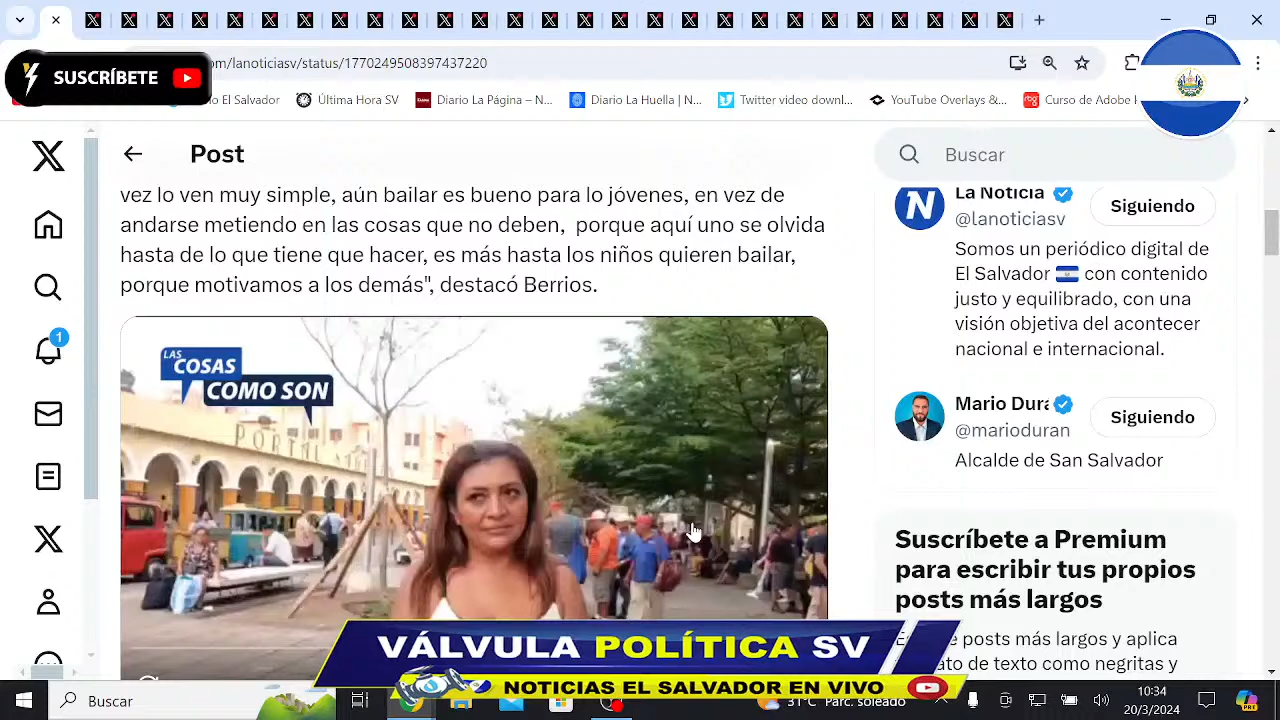 SUSCRÍBETE
om/lanoticiasv/status/1770249508397437220
io El Salvador
Última Hora SV
Diario La Página – N...
Diario La Huella | N...
Twitter video downl...
YouTube Overlays &...
Curso de Adobe I
Post
Buscar
vez lo ven muy simple, aún bailar es bueno para lo jóvenes, en vez de
andarse metiendo en las cosas que no deben, porque aquí uno se olvida
hasta de lo que tiene que hacer, es más hasta los niños quieren bailar,
porque motivamos a los demás", destacó Berrios.
La Noticia
@lanoticiasv
Siguiendo
Somos un periódico digital de
El Salvador con contenido
justo y equilibrado, con una
visión objetiva del acontecer
nacional e internacional.
1
Mario Dura
@marioduran
Siguiendo
Alcalde de San Salvador
LAS
COSAS
COMO SON
PORTAL
Suscríbete a Premium
para escribir tus propios
posts más largos
posts más largos y aplica
ato de texto como negritas y
VÁLVULA POLÍTICA SV
NOTICIAS EL SALVADOR EN VIVO
Buscar
31°C Parc. soleado
10:34
20/3/2024